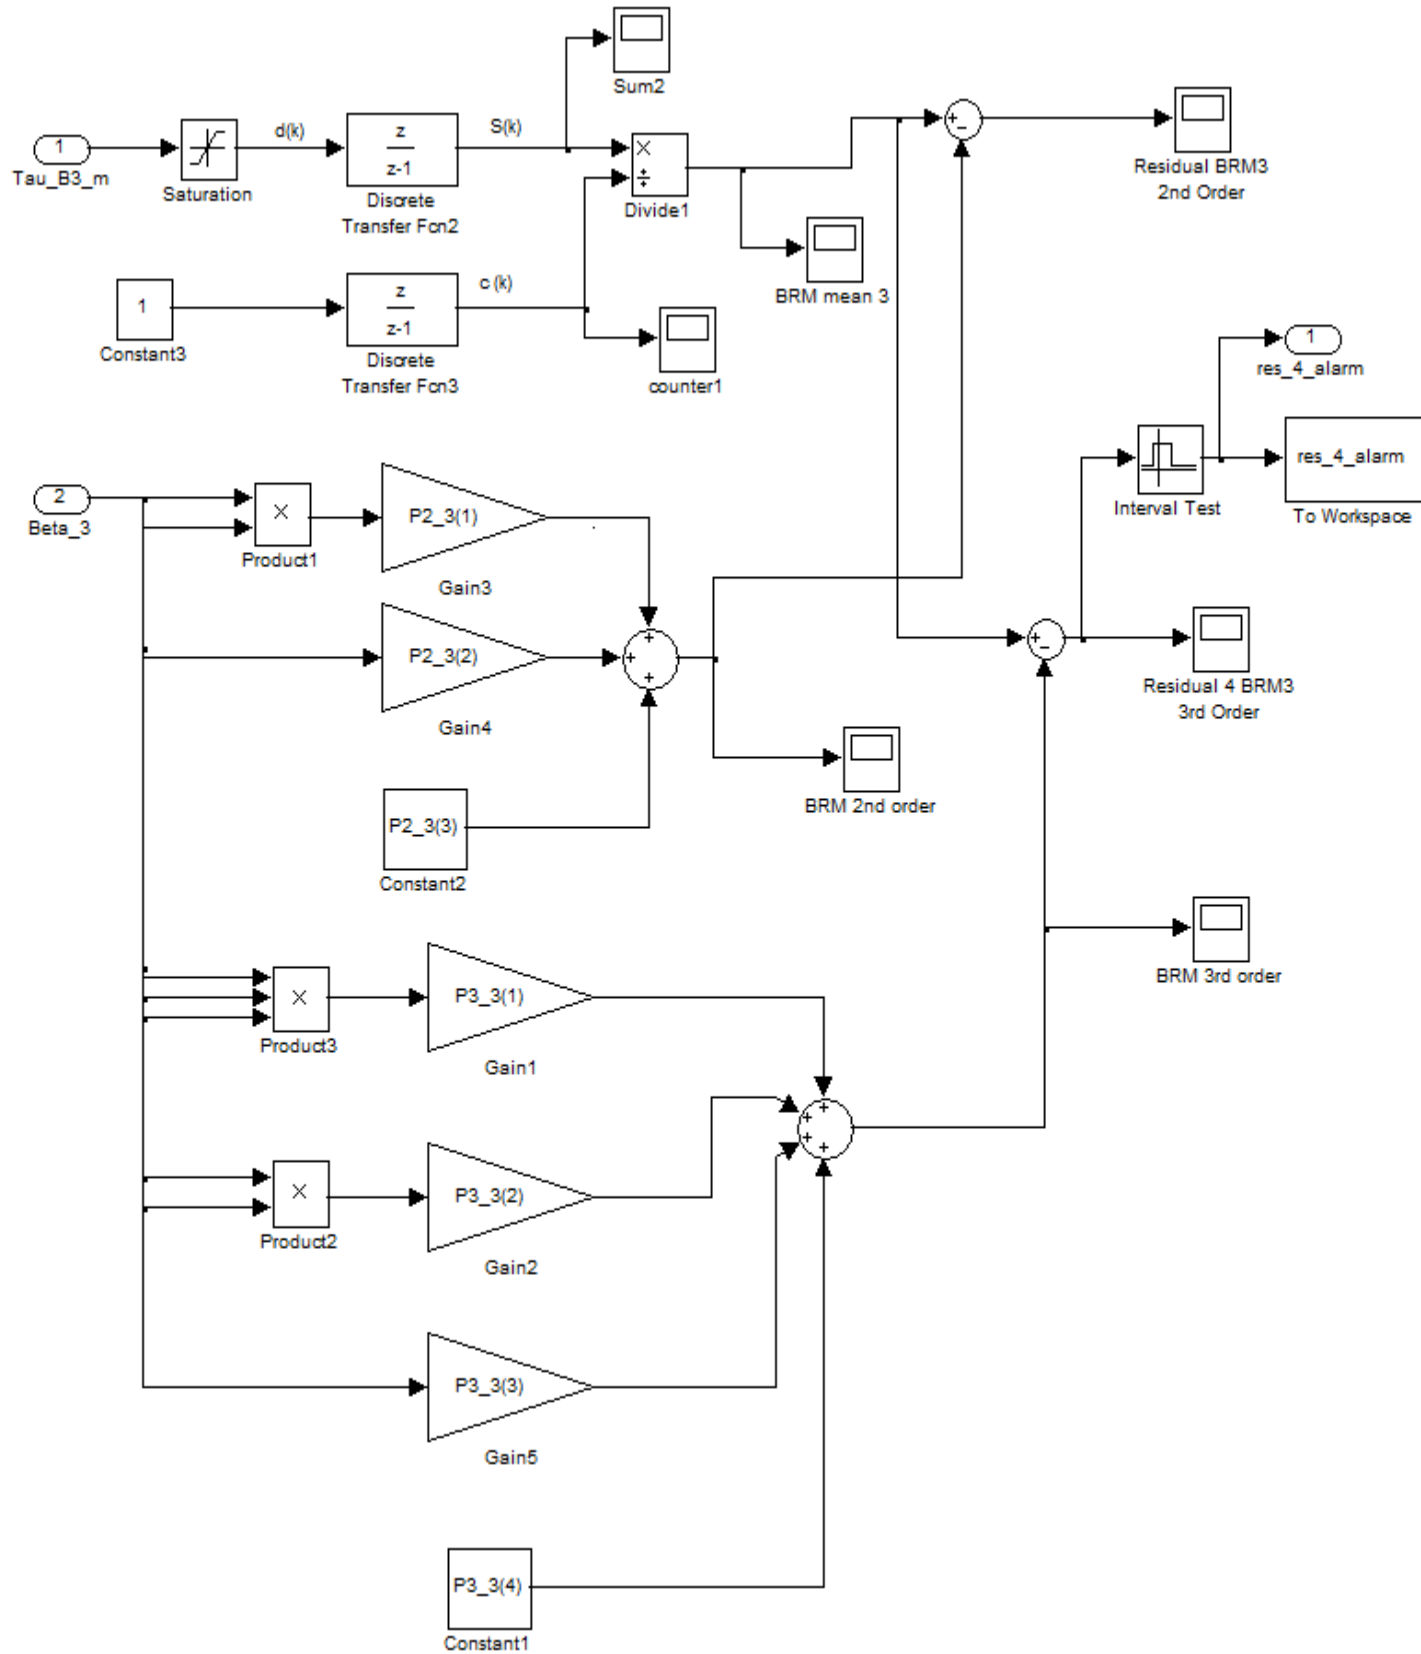 Sum2
1
Tau_B3_m
Saturation
d(k)
z
z-1
Discrete
Transfer Fcn2
S(k)
×
÷
Divide1
+
−
Residual BRM3
2nd Order
BRM mean 3
1
Constant3
z
z-1
Discrete
Transfer Fcn3
c (k)
counter1
1
res_4_alarm
Interval Test
res_4_alarm
To Workspace
2
Beta_3
×
Product1
P2_3(1)
Gain3
P2_3(2)
Gain4
+
+
+
+
−
Residual 4 BRM3
3rd Order
BRM 2nd order
P2_3(3)
Constant2
BRM 3rd order
×
Product3
P3_3(1)
Gain1
+
+
+
+
×
Product2
P3_3(2)
Gain2
P3_3(3)
Gain5
P3_3(4)
Constant1